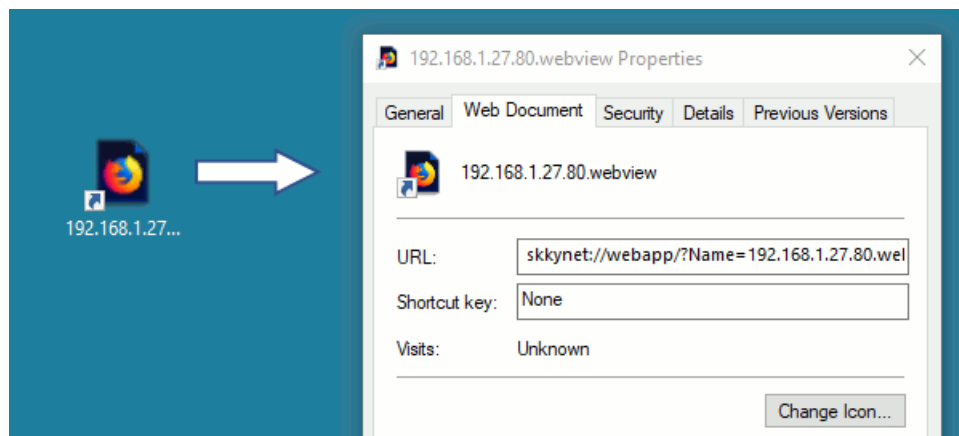 192.168.1.27...
192.168.1.27.80.webview Properties
General Web Document Security Details Previous Versions
192.168.1.27.80.webview
URL: skkynet://webapp/?Name=192.168.1.27.80.wel
Shortcut key: None
Visits: Unknown
Change Icon...